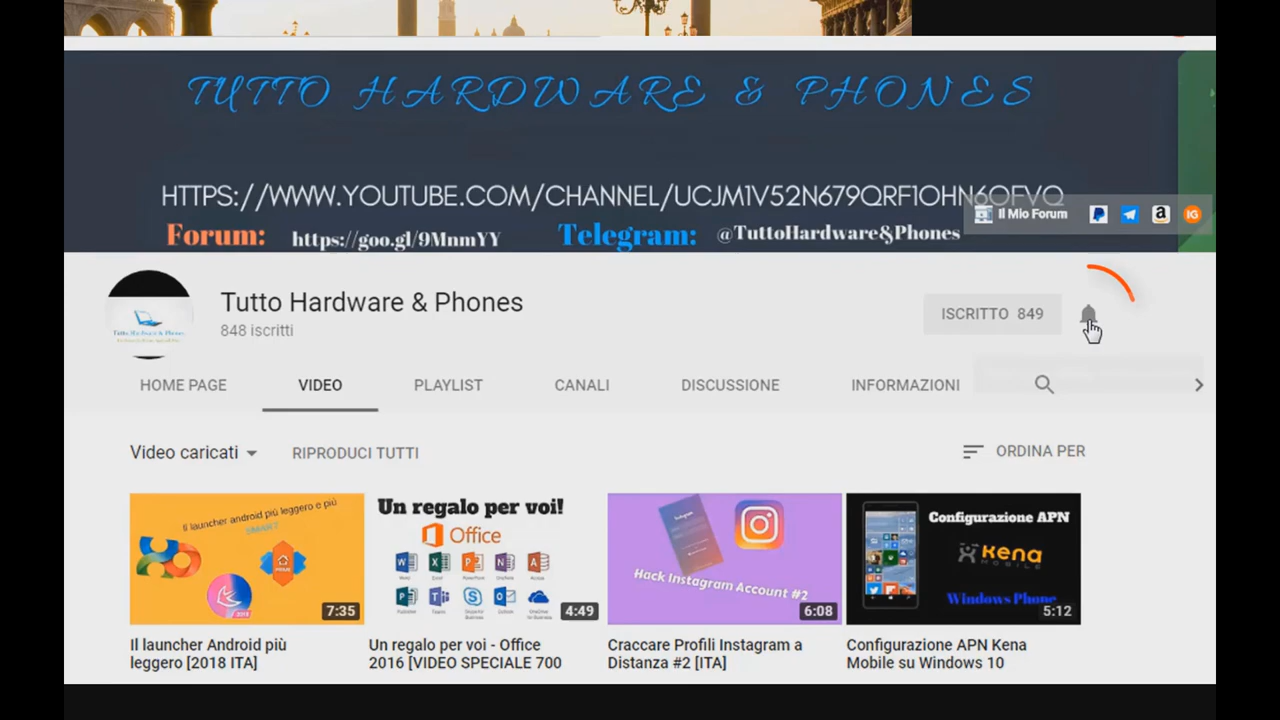 TUTTO HARDWARE & PHONES
HTTPS://WWW.YOUTUBE.COM/CHANNEL/UCJM1V52N679QRF1OHN6OFVQ
Il Mio Forum
IG
Forum: https://goo.gl/9MnmYY Telegram: @TuttoHardware&Phones
Tutto Hardware & Phones
848 iscritti
ISCRITTO 849
HOME PAGE VIDEO PLAYLIST CANALI DISCUSSIONE INFORMAZIONI
Video caricati RIPRODUCI TUTTI ORDINA PER
Il launcher android più leggero e più
SMART
7:35
Un regalo per voi!
Office
4:49
Hack Instagram Account #2
6:08
Configurazione APN
Kena
MOBILE
Windows Phone
5:12
Il launcher Android più
leggero [2018 ITA]
Un regalo per voi - Office
2016 [VIDEO SPECIALE 700
Craccare Profili Instagram a
Distanza #2 [ITA]
Configurazione APN Kena
Mobile su Windows 10